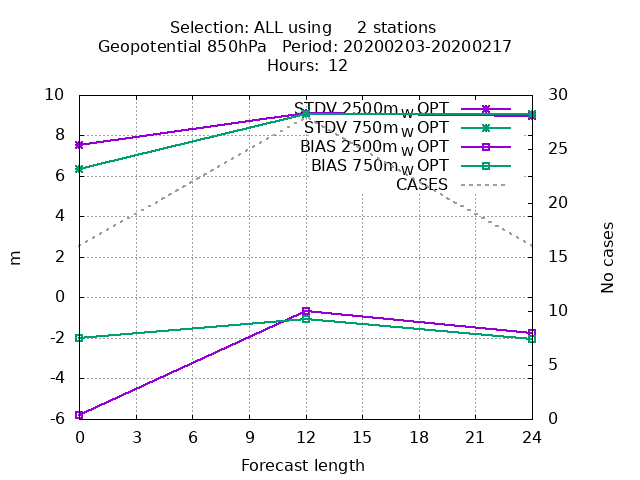 Selection: ALL using     2 stations
Geopotential 850hPa   Period: 20200203-20200217
Hours: 12
STDV 2500m_W OPT
STDV 750m_W OPT
BIAS 2500m_W OPT
BIAS 750m_W OPT
CASES
10
8
6
4
2
0
-2
-4
-6
m
30
25
20
15
10
5
0
No cases
0 3 6 9 12 15 18 21 24
Forecast length